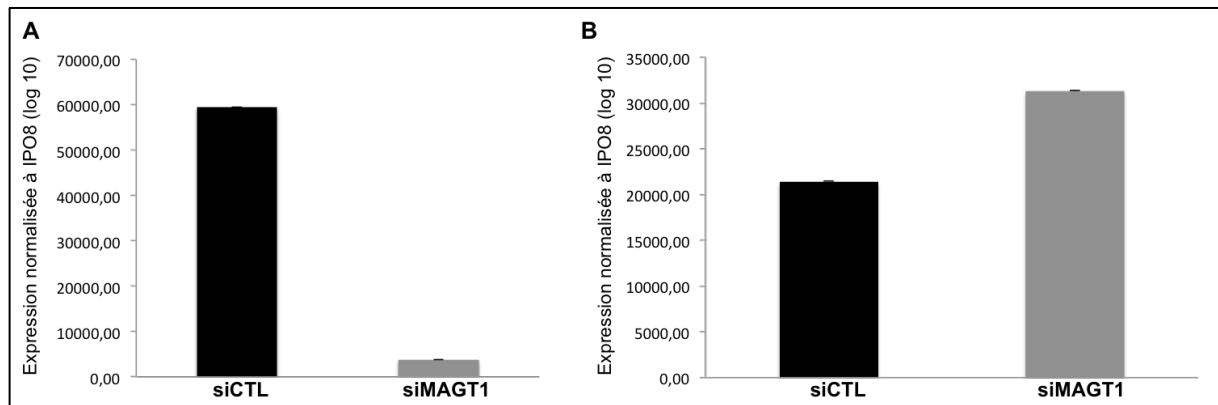 A
Expression normalisée à IPO8 (log 10)
70000,00
60000,00
50000,00
40000,00
30000,00
20000,00
10000,00
0,00
siCTL
siMAGT1
B
Expression normalisée à IPO8 (log 10)
35000,00
30000,00
25000,00
20000,00
15000,00
10000,00
5000,00
0,00
siCTL
siMAGT1